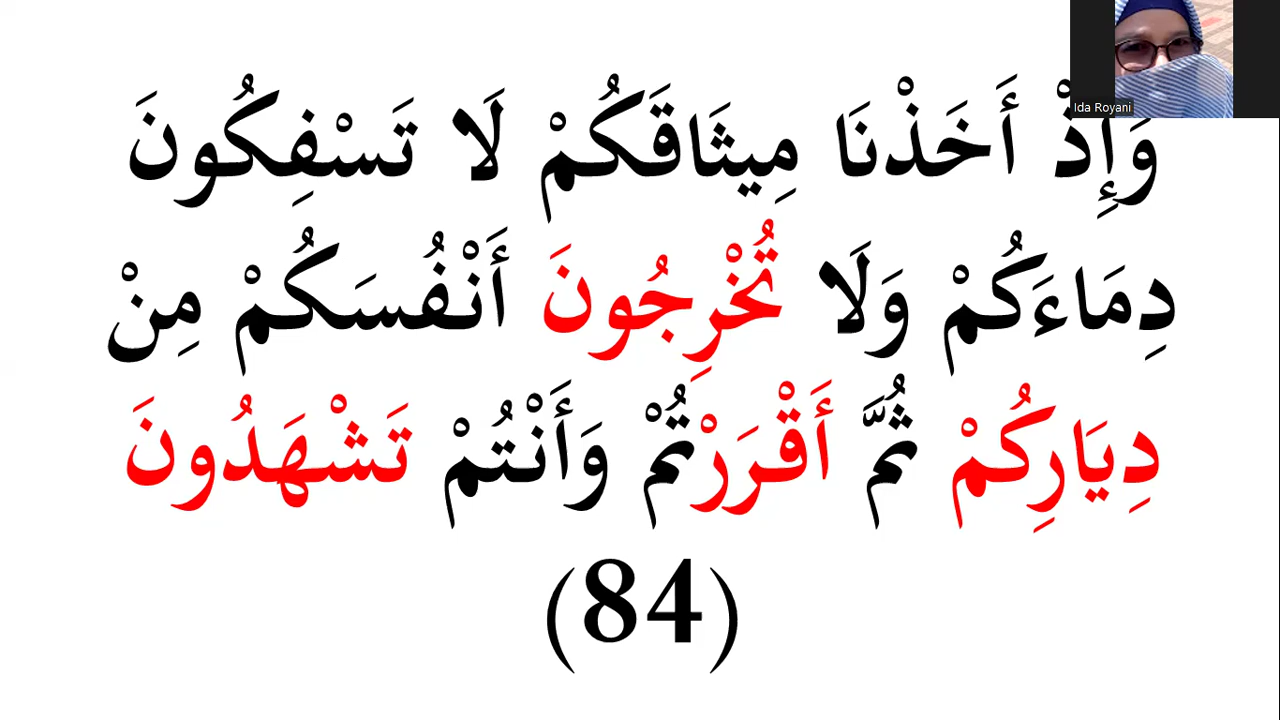 Ida Royani
وَإِذْ أَخَذْنَا مِيثَاقَكُمْ لَا تَسْفِكُونَ
دِمَاءَكُمْ وَلَا تُخْرِجُونَ أَنْفُسَكُمْ مِنْ
دِيَارِكُمْ ثُمَّ أَقْرَرْتُمْ وَأَنْتُمْ تَشْهَدُونَ
(84)